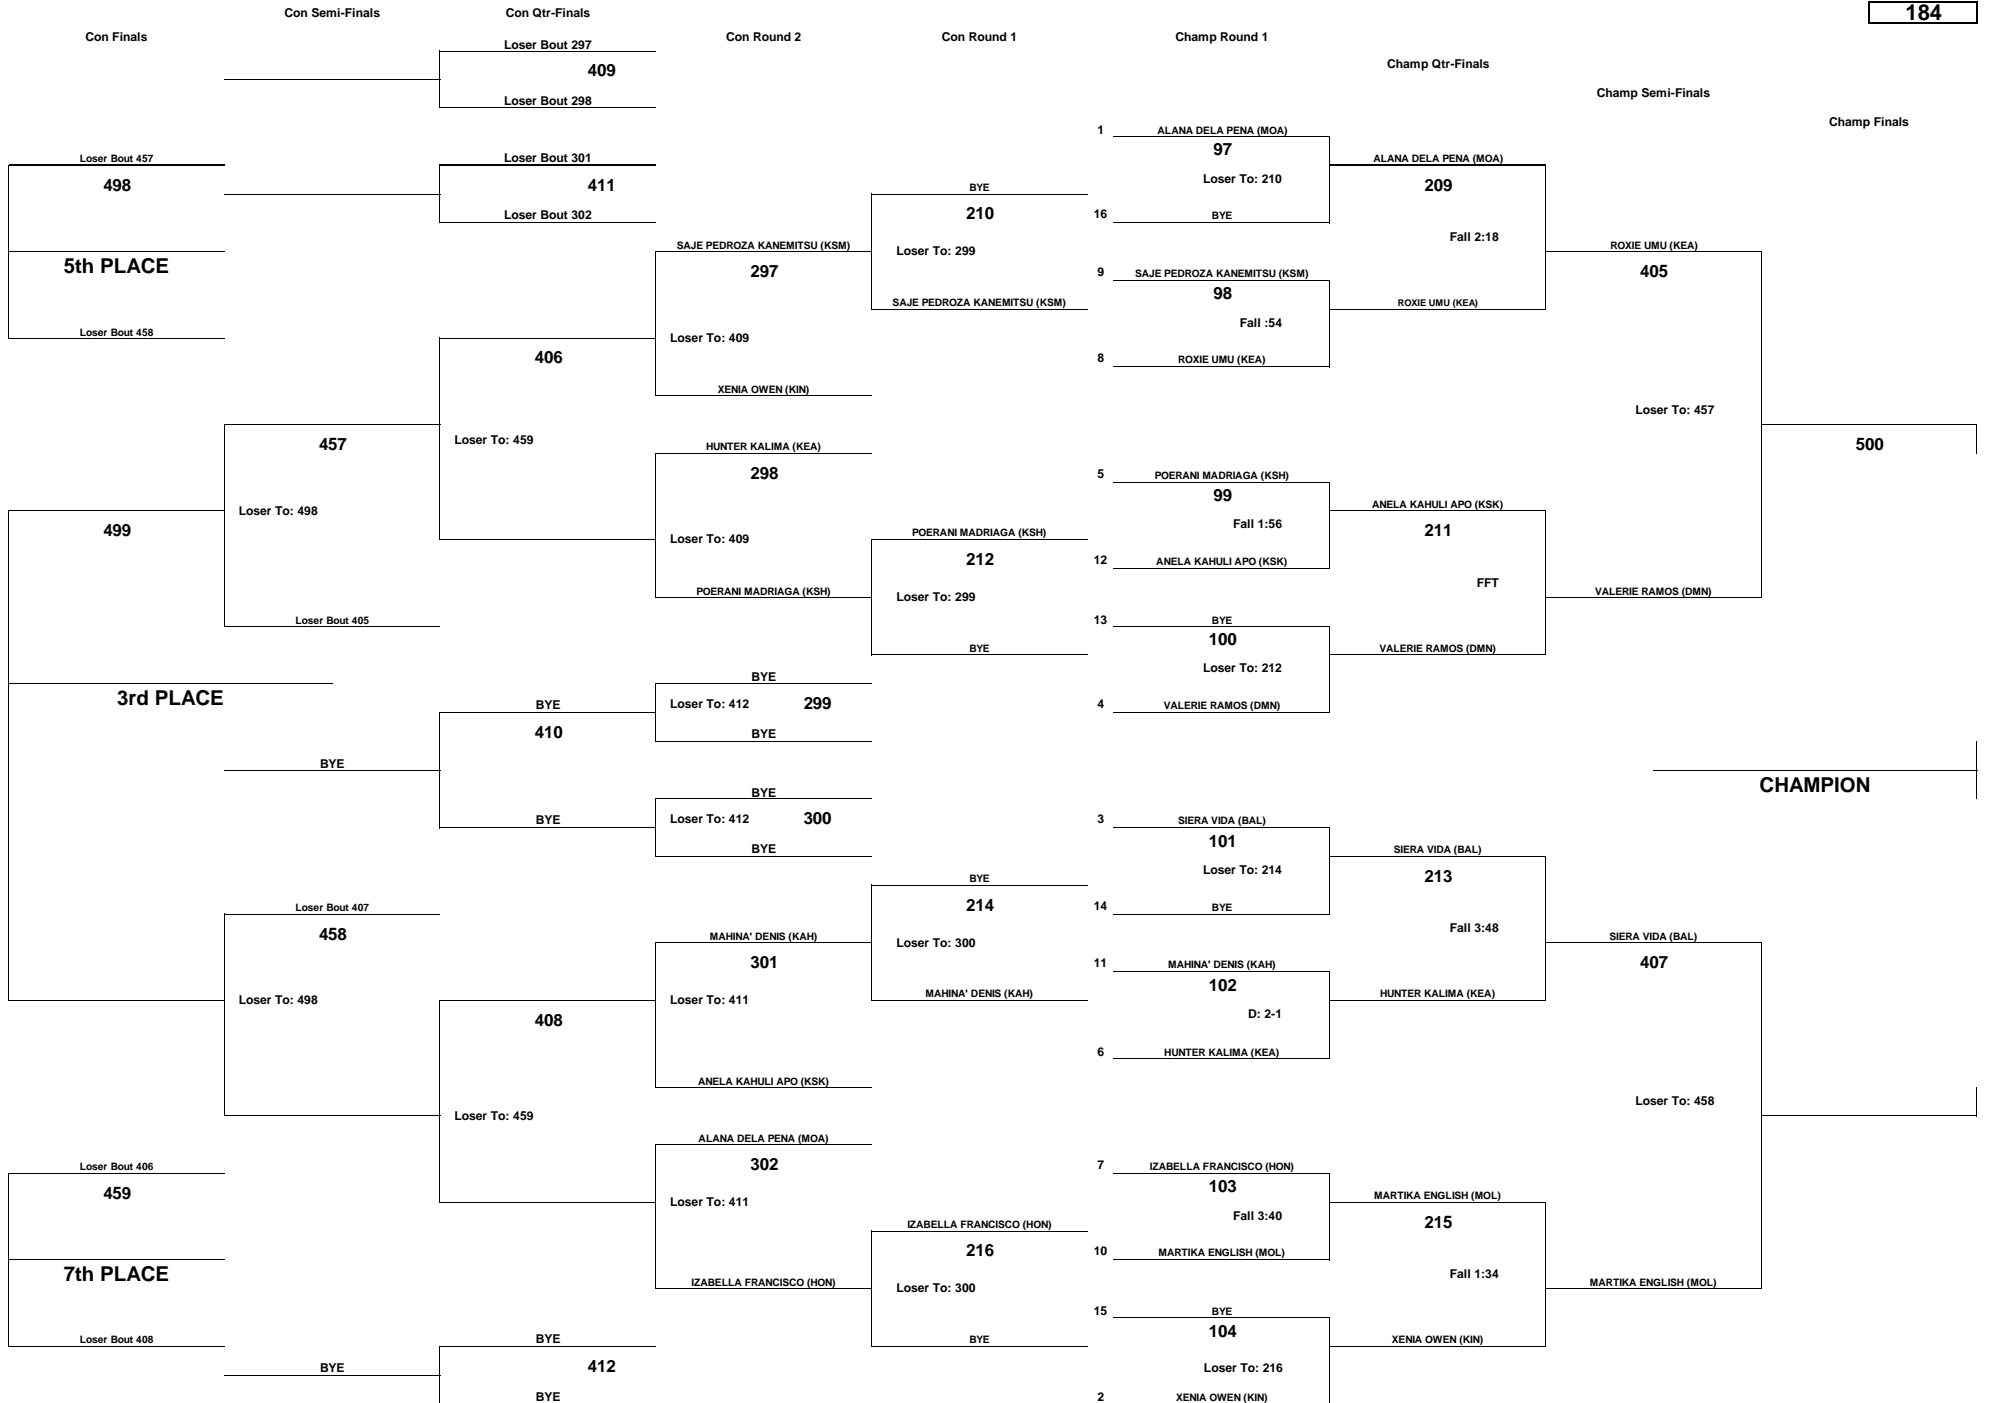 184
Con Semi-Finals
Con Qtr-Finals
Con Finals
Con Round 2
Con Round 1
Champ Round 1
Champ Qtr-Finals
Champ Semi-Finals
Champ Finals
Loser Bout 457
498
5th PLACE
Loser Bout 458
499
3rd PLACE
Loser Bout 406
459
7th PLACE
Loser Bout 408
457
Loser To: 498
Loser Bout 405
BYE
Loser Bout 407
458
Loser To: 498
BYE
Loser Bout 297
409
Loser Bout 298
Loser Bout 301
411
Loser Bout 302
406
Loser To: 459
BYE
410
BYE
408
Loser To: 459
BYE
412
BYE
SAJE PEDROZA KANEMITSU (KSM)
297
Loser To: 409
XENIA OWEN (KIN)
HUNTER KALIMA (KEA)
298
Loser To: 409
POERANI MADRIAGA (KSH)
BYE
Loser To: 412 299
BYE
BYE
Loser To: 412 300
BYE
MAHINA' DENIS (KAH)
301
Loser To: 411
ANELA KAHULI APO (KSK)
ALANA DELA PENA (MOA)
302
Loser To: 411
IZABELLA FRANCISCO (HON)
BYE
210
Loser To: 299
SAJE PEDROZA KANEMITSU (KSM)
POERANI MADRIAGA (KSH)
212
Loser To: 299
BYE
BYE
214
Loser To: 300
MAHINA' DENIS (KAH)
IZABELLA FRANCISCO (HON)
216
Loser To: 300
BYE
1 ALANA DELA PENA (MOA)
97
Loser To: 210
16 BYE
9 SAJE PEDROZA KANEMITSU (KSM)
98
Fall :54
8 ROXIE UMU (KEA)
5 POERANI MADRIAGA (KSH)
99
Fall 1:56
12 ANELA KAHULI APO (KSK)
13 BYE
100
Loser To: 212
4 VALERIE RAMOS (DMN)
3 SIERA VIDA (BAL)
101
Loser To: 214
14 BYE
11 MAHINA' DENIS (KAH)
102
D: 2-1
6 HUNTER KALIMA (KEA)
7 IZABELLA FRANCISCO (HON)
103
Fall 3:40
10 MARTIKA ENGLISH (MOL)
15 BYE
104
Loser To: 216
2 XENIA OWEN (KIN)
ALANA DELA PENA (MOA)
209
Fall 2:18
ROXIE UMU (KEA)
ANELA KAHULI APO (KSK)
211
FFT
VALERIE RAMOS (DMN)
SIERA VIDA (BAL)
213
Fall 3:48
HUNTER KALIMA (KEA)
MARTIKA ENGLISH (MOL)
215
Fall 1:34
XENIA OWEN (KIN)
ROXIE UMU (KEA)
405
Loser To: 457
VALERIE RAMOS (DMN)
SIERA VIDA (BAL)
407
Loser To: 458
MARTIKA ENGLISH (MOL)
500
CHAMPION